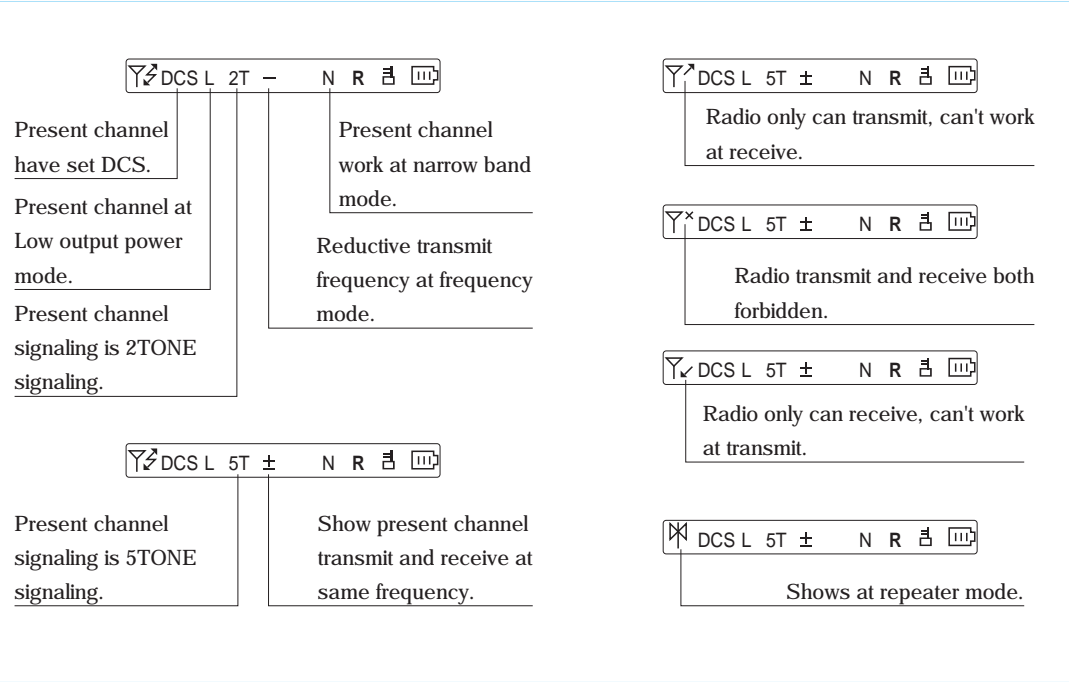 DCS L 2T − N R
Present channel
have set DCS.
Present channel at
Low output power
mode.
Present channel
signaling is 2TONE
signaling.
Present channel
work at narrow band
mode.
Reductive transmit
frequency at frequency
mode.
DCS L 5T ± N R
Present channel
signaling is 5TONE
signaling.
Show present channel
transmit and receive at
same frequency.
DCS L 5T ± N R
Radio only can transmit, can't work
at receive.
DCS L 5T ± N R
Radio transmit and receive both
forbidden.
DCS L 5T ± N R
Radio only can receive, can't work
at transmit.
DCS L 5T ± N R
Shows at repeater mode.